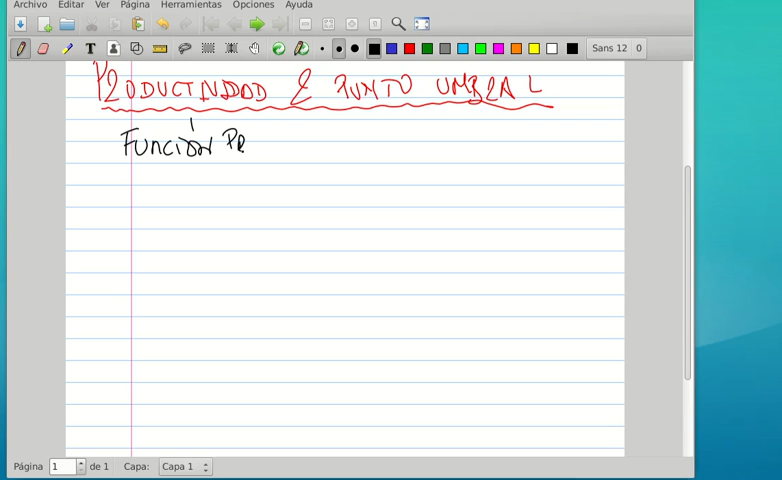 Archivo Editar Ver Página Herramientas Opciones Ayuda
Sans 12 0
PRODUCTIVIDAD & PUNTO UMBRAL
FUNCIÓN PR
Página 1 de 1 Capa: Capa 1